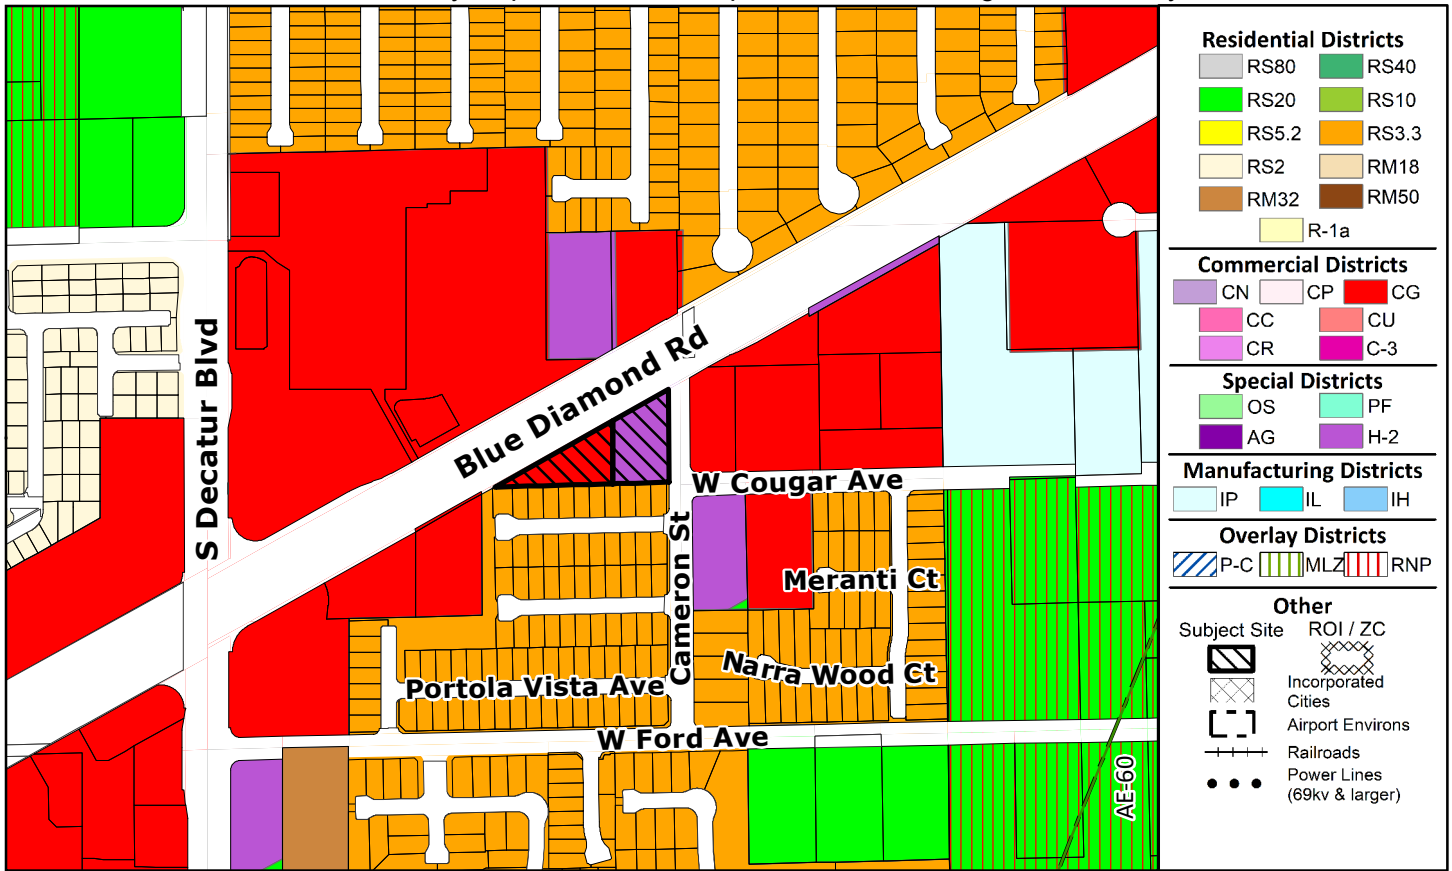 S Decatur Blvd
Blue Diamond Rd
W Cougar Ave
Cameron St
Meranti Ct
Narra Wood Ct
Portola Vista Ave
W Ford Ave
AE-60
Residential Districts
RS80 RS40
RS20 RS10
RS5.2 RS3.3
RS2 RM18
RM32 RM50
R-1a
Commercial Districts
CN CP CG
CC CU
CR C-3
Special Districts
OS PF
AG H-2
Manufacturing Districts
IP IL IH
Overlay Districts
P-C MLZ RNP
Other
Subject Site ROI / ZC
Incorporated
Cities
Airport Environs
Railroads
Power Lines
(69kv & larger)